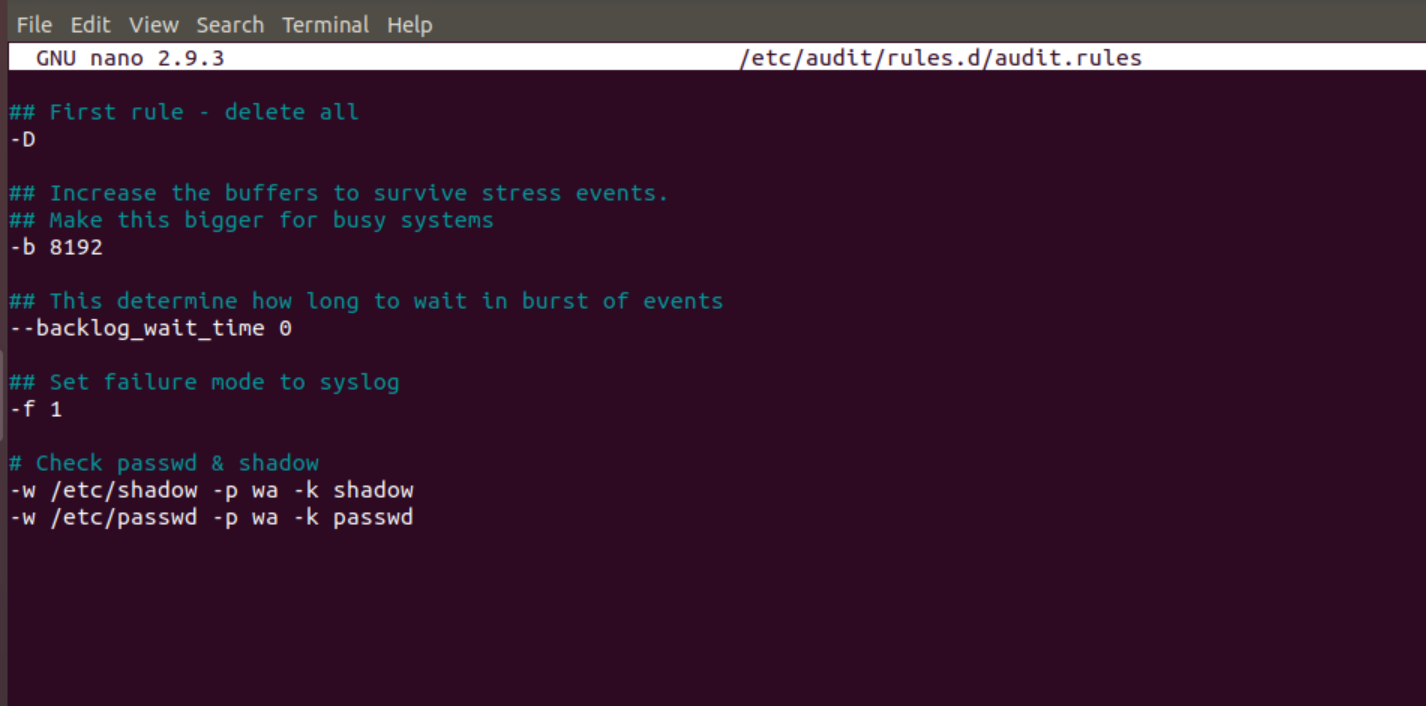 File Edit View Search Terminal Help
GNU nano 2.9.3 /etc/audit/rules.d/audit.rules
## First rule - delete all
-D
## Increase the buffers to survive stress events.
## Make this bigger for busy systems
-b 8192
## This determine how long to wait in burst of events
--backlog_wait_time 0
## Set failure mode to syslog
-f 1
# Check passwd & shadow
-w /etc/shadow -p wa -k shadow
-w /etc/passwd -p wa -k passwd